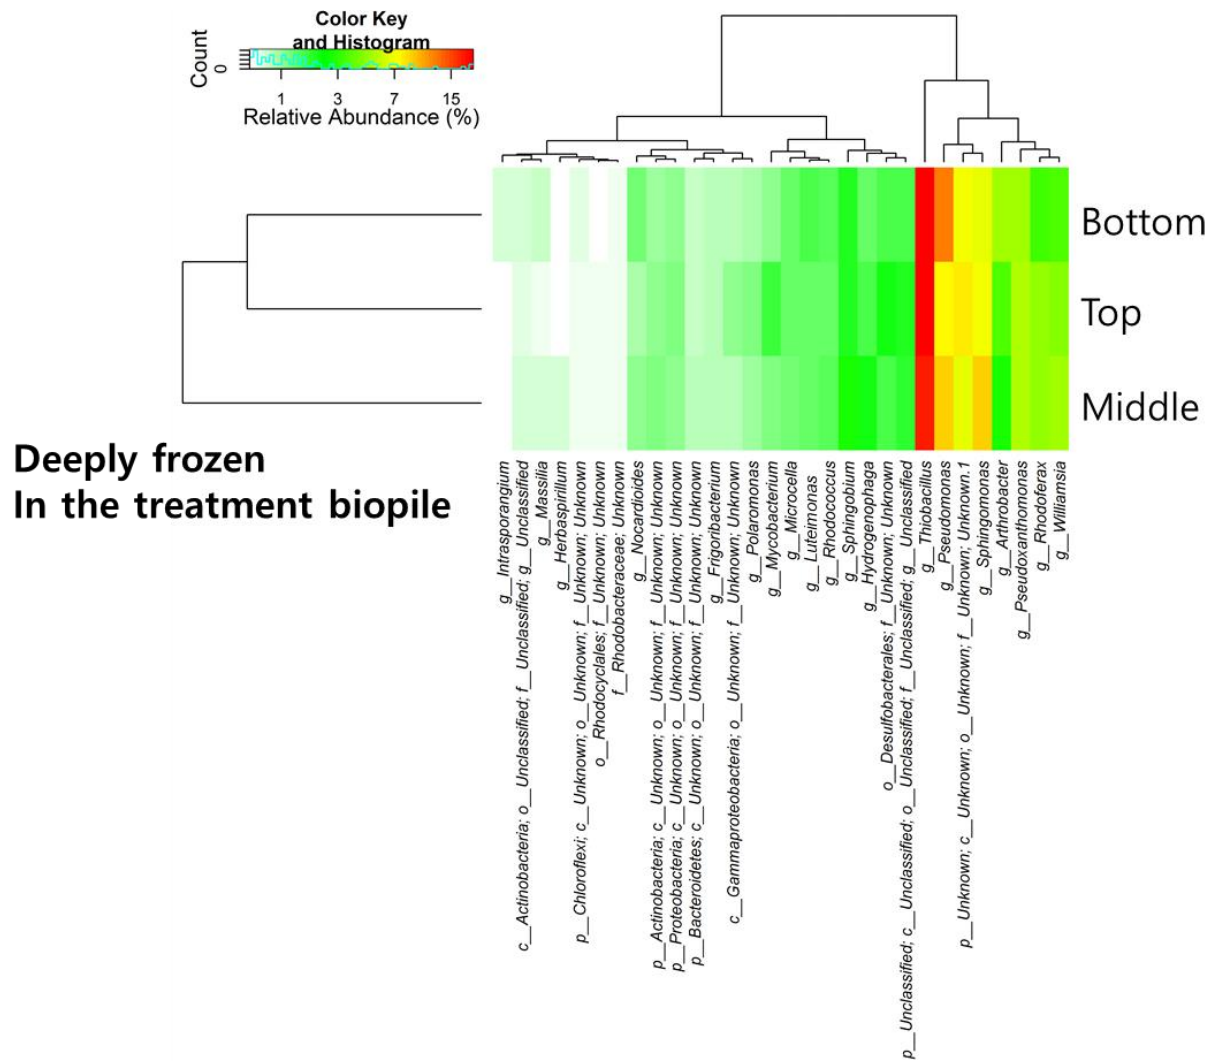 Color Key
and Histogram
Count
0
1 3 7 15
Relative Abundance (%)
Bottom
Top
Middle
Deeply frozen
In the treatment biopile
g__Intrasporangium
c__Actinobacteria; o__Unclassified; f__Unclassified; g__Unclassified
g__Massilia
g__Herbaspirillum
p__Chloroflexi; c__Unknown; o__Unknown; f__Unknown; Unknown
o__Rhodocyclales; f__Unknown; Unknown
f__Rhodobacteraceae; Unknown
g__Nocardioides
p__Actinobacteria; c__Unknown; o__Unknown; f__Unknown; Unknown
p__Proteobacteria; c__Unknown; o__Unknown; f__Unknown; Unknown
p__Bacteroidetes; c__Unknown; o__Unknown; f__Unknown; Unknown
g__Frigoribacterium
c__Gammaproteobacteria; o__Unknown; f__Unknown; Unknown
g__Polaromonas
g__Mycobacterium
g__Microcella
g__Luteimonas
g__Rhodococcus
g__Sphingobium
g__Hydrogenophaga
o__Desulfobacterales; f__Unknown; Unknown
p__Unclassified; c__Unclassified; o__Unclassified; f__Unclassified; g__Unclassified
g__Thiobacillus
g__Pseudomonas
p__Unknown; c__Unknown; o__Unknown; f__Unknown; Unknown.1
g__Sphingomonas
g__Arthrobacter
g__Pseudoxanthomonas
g__Rhodoferax
g__Williamsia